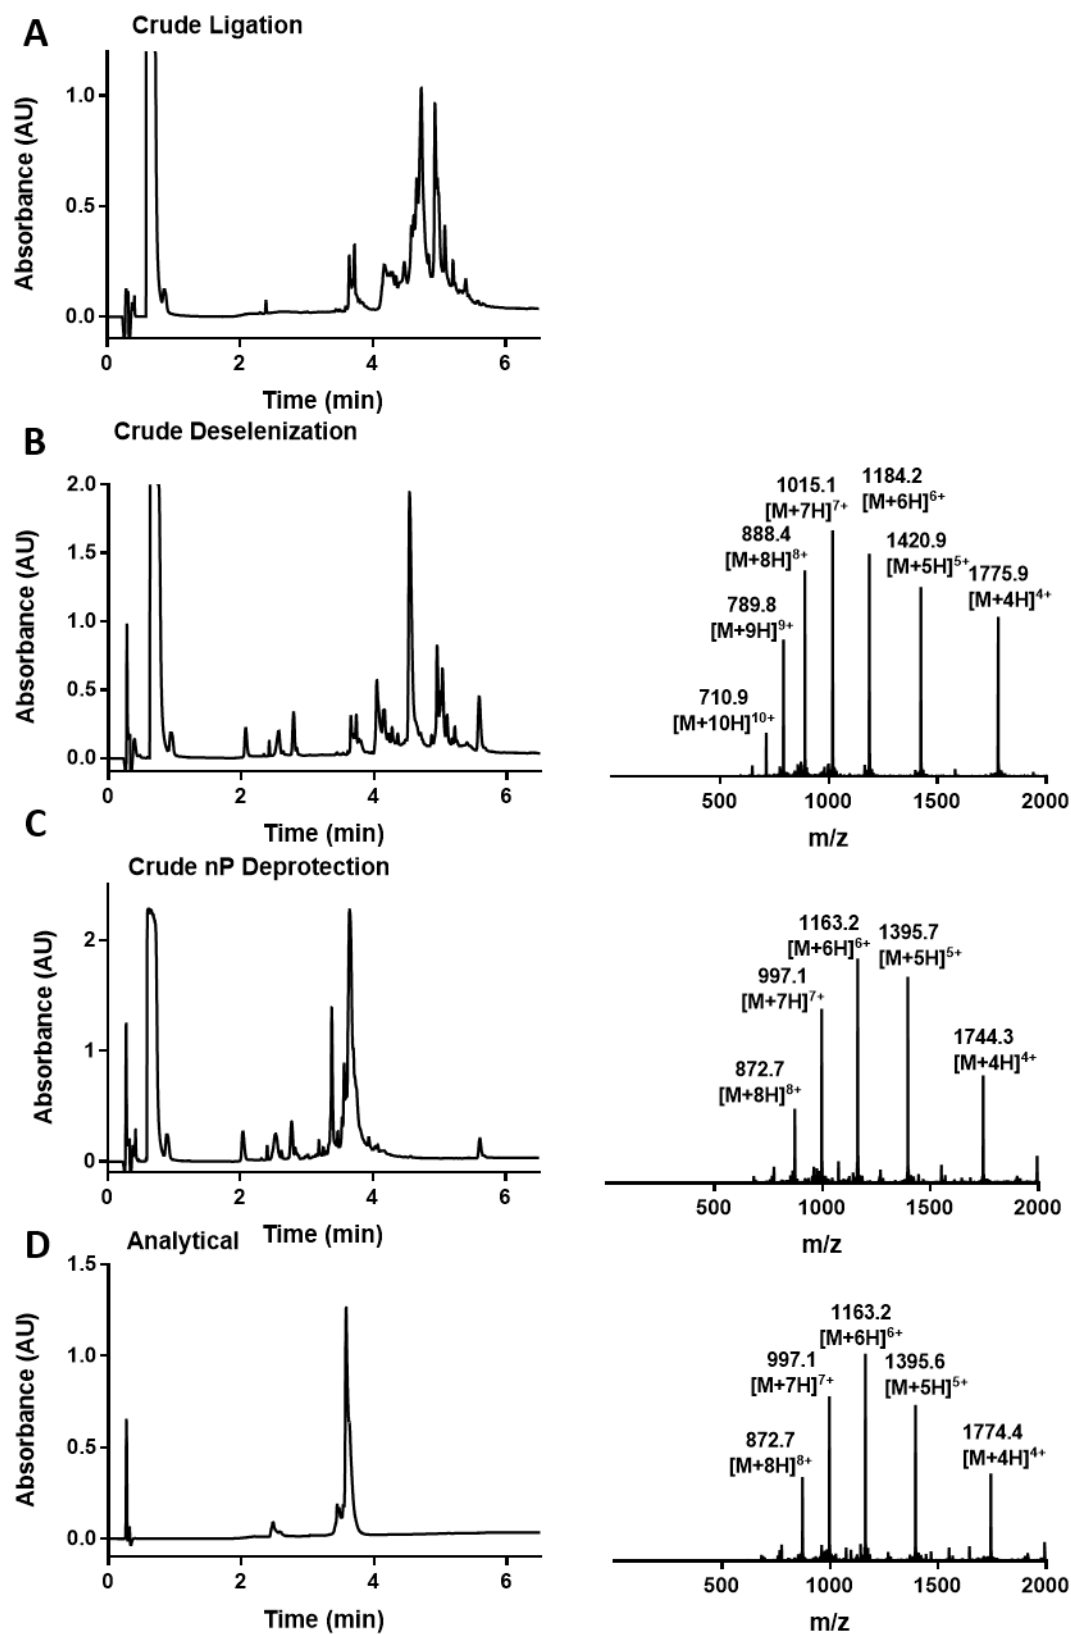 A
Crude Ligation
Absorbance (AU)
1.0
0.5
0.0
0 2 4 6
Time (min)
B
Crude Deselenization
Absorbance (AU)
2.0
1.5
1.0
0.5
0.0
0 2 4 6
Time (min)
1184.2
[M+6H]6+
1015.1
[M+7H]7+
888.4
[M+8H]8+
1420.9
[M+5H]5+
1775.9
[M+4H]4+
789.8
[M+9H]9+
710.9
[M+10H]10+
500 1000 1500 2000
m/z
C
Crude nP Deprotection
Absorbance (AU)
2
1
0
0 2 4 6
Time (min)
1163.2
[M+6H]6+
1395.7
[M+5H]5+
997.1
[M+7H]7+
1744.3
[M+4H]4+
872.7
[M+8H]8+
500 1000 1500 2000
m/z
D
Analytical
Absorbance (AU)
1.5
1.0
0.5
0.0
0 2 4 6
Time (min)
1163.2
[M+6H]6+
997.1
[M+7H]7+
1395.6
[M+5H]5+
872.7
[M+8H]8+
1774.4
[M+4H]4+
500 1000 1500 2000
m/z